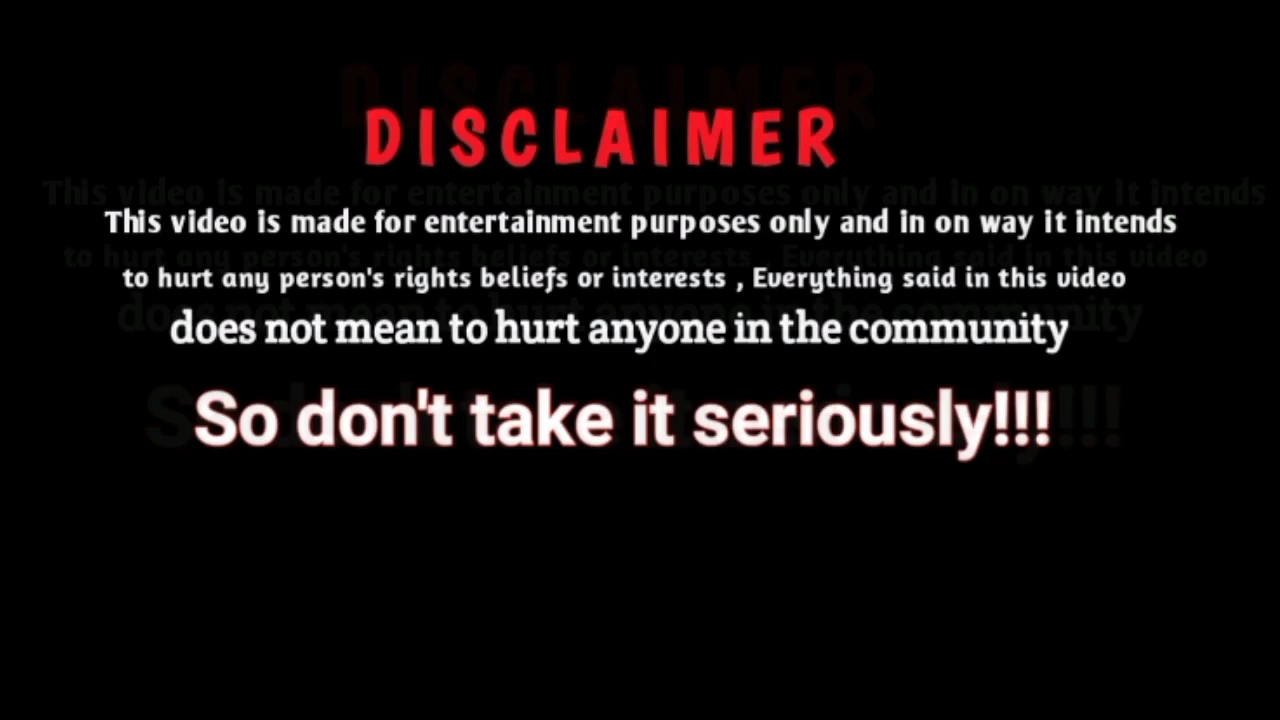 DISCLAIMER
This video is made for entertainment purposes only and in on way it intends
to hurt any person's rights beliefs or interests , Everything said in this video
does not mean to hurt anyone in the community
So don't take it seriously!!!